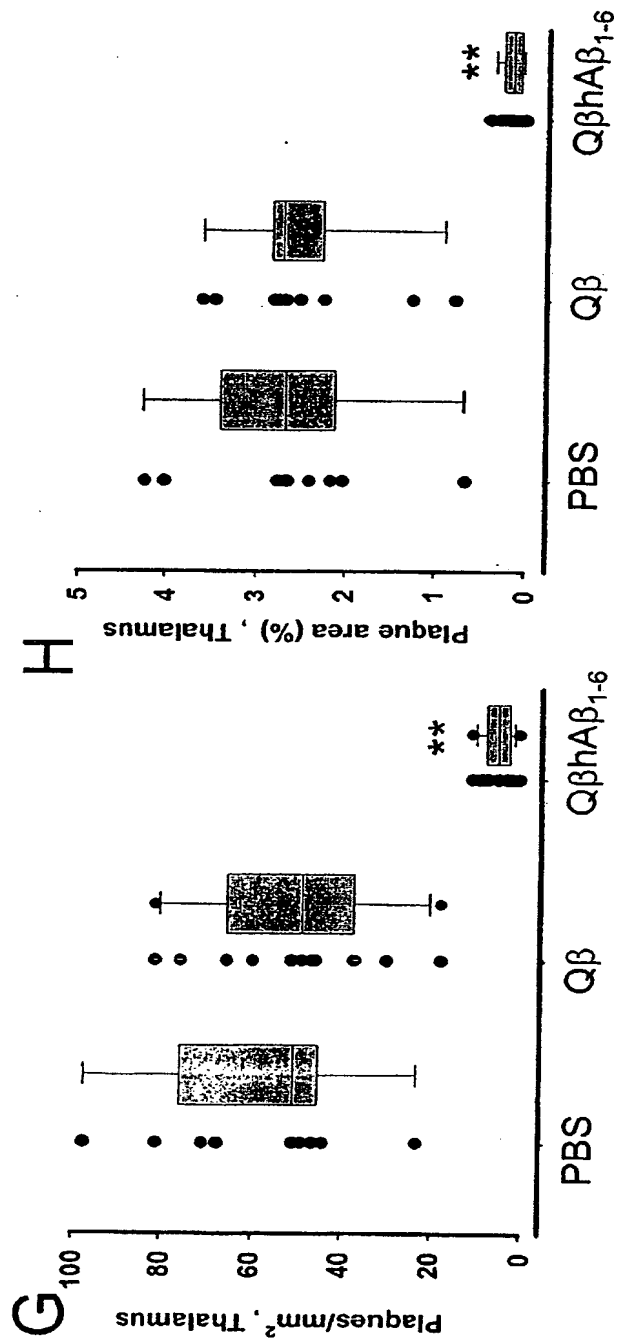 G
Plaques/mm², Thalamus
100
80
60
40
20
0
**
PBS
Qβ
QβhAβ₁₋₆
H
Plaque area (%) , Thalamus
5
4
3
2
1
0
**
PBS
Qβ
QβhAβ₁₋₆